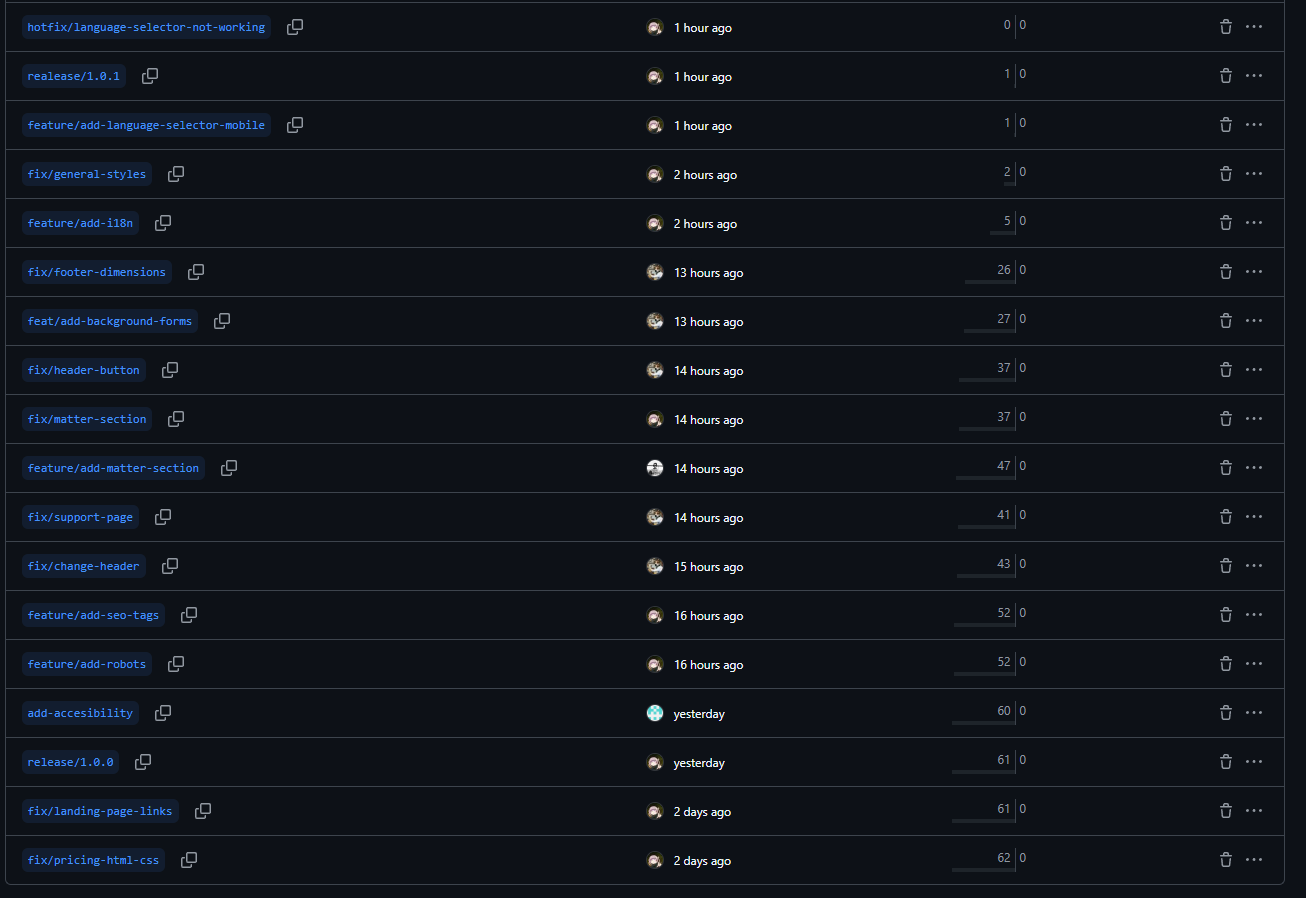 hotfix/language-selector-not-working 1 hour ago 0 0
realease/1.0.1 1 hour ago 1 0
feature/add-language-selector-mobile 1 hour ago 1 0
fix/general-styles 2 hours ago 2 0
feature/add-i18n 2 hours ago 5 0
fix/footer-dimensions 13 hours ago 26 0
feat/add-background-forms 13 hours ago 27 0
fix/header-button 14 hours ago 37 0
fix/matter-section 14 hours ago 37 0
feature/add-matter-section 14 hours ago 47 0
fix/support-page 14 hours ago 41 0
fix/change-header 15 hours ago 43 0
feature/add-seo-tags 16 hours ago 52 0
feature/add-robots 16 hours ago 52 0
add-accesibility yesterday 60 0
release/1.0.0 yesterday 61 0
fix/landing-page-links 2 days ago 61 0
fix/pricing-html-css 2 days ago 62 0